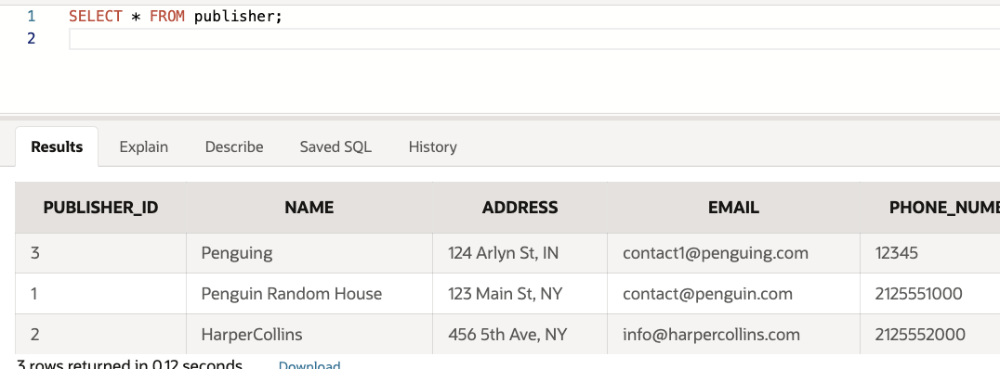 1 SELECT * FROM publisher;
2
Results Explain Describe Saved SQL History
PUBLISHER_ID NAME ADDRESS EMAIL PHONE_NUME
3 Penguing 124 Arlyn St, IN contact1@penguing.com 12345
1 Penguin Random House 123 Main St, NY contact@penguin.com 2125551000
2 HarperCollins 456 5th Ave, NY info@harpercollins.com 2125552000
3 rows returned in 0.12 seconds Download